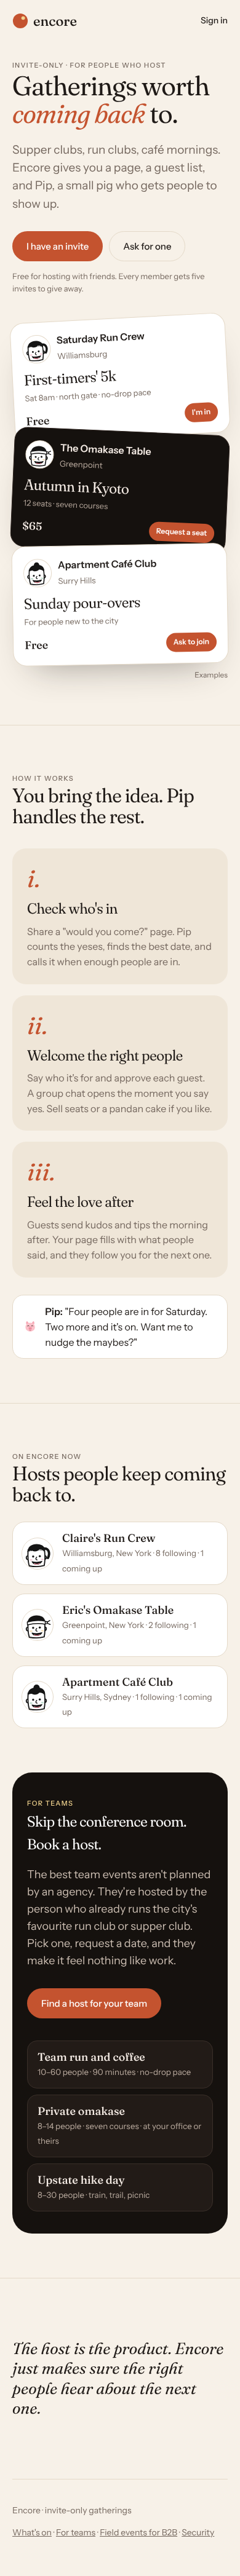 encore
Sign in
INVITE-ONLY · FOR PEOPLE WHO HOST
Gatherings worth
coming back to.
Supper clubs, run clubs, café mornings.
Encore gives you a page, a guest list,
and Pip, a small pig who gets people to
show up.
I have an invite
Ask for one
Free for hosting with friends. Every member gets five
invites to give away.
Saturday Run Crew
Williamsburg
First-timers' 5k
Sat 8am · north gate · no-drop pace
Free
I'm in
The Omakase Table
Greenpoint
Autumn in Kyoto
12 seats · seven courses
$65
Request a seat
Apartment Café Club
Surry Hills
Sunday pour-overs
For people new to the city
Free
Ask to join
Examples
HOW IT WORKS
You bring the idea. Pip
handles the rest.
i.
Check who's in
Share a "would you come?" page. Pip
counts the yeses, finds the best date, and
calls it when enough people are in.
ii.
Welcome the right people
Say who it's for and approve each guest.
A group chat opens the moment you say
yes. Sell seats or a pandan cake if you like.
iii.
Feel the love after
Guests send kudos and tips the morning
after. Your page fills with what people
said, and they follow you for the next one.
Pip: "Four people are in for Saturday.
Two more and it's on. Want me to
nudge the maybes?"
ON ENCORE NOW
Hosts people keep coming
back to.
Claire's Run Crew
Williamsburg, New York · 8 following · 1
coming up
Eric's Omakase Table
Greenpoint, New York · 2 following · 1
coming up
Apartment Café Club
Surry Hills, Sydney · 1 following · 1 coming
up
FOR TEAMS
Skip the conference room.
Book a host.
The best team events aren't planned
by an agency. They're hosted by the
person who already runs the city's
favourite run club or supper club.
Pick one, request a date, and they
make it feel nothing like work.
Find a host for your team
Team run and coffee
10–60 people · 90 minutes · no-drop pace
Private omakase
8–14 people · seven courses · at your office or
theirs
Upstate hike day
8–30 people · train, trail, picnic
The host is the product. Encore
just makes sure the right
people hear about the next
one.
Encore · invite-only gatherings
What's on · For teams · Field events for B2B · Security